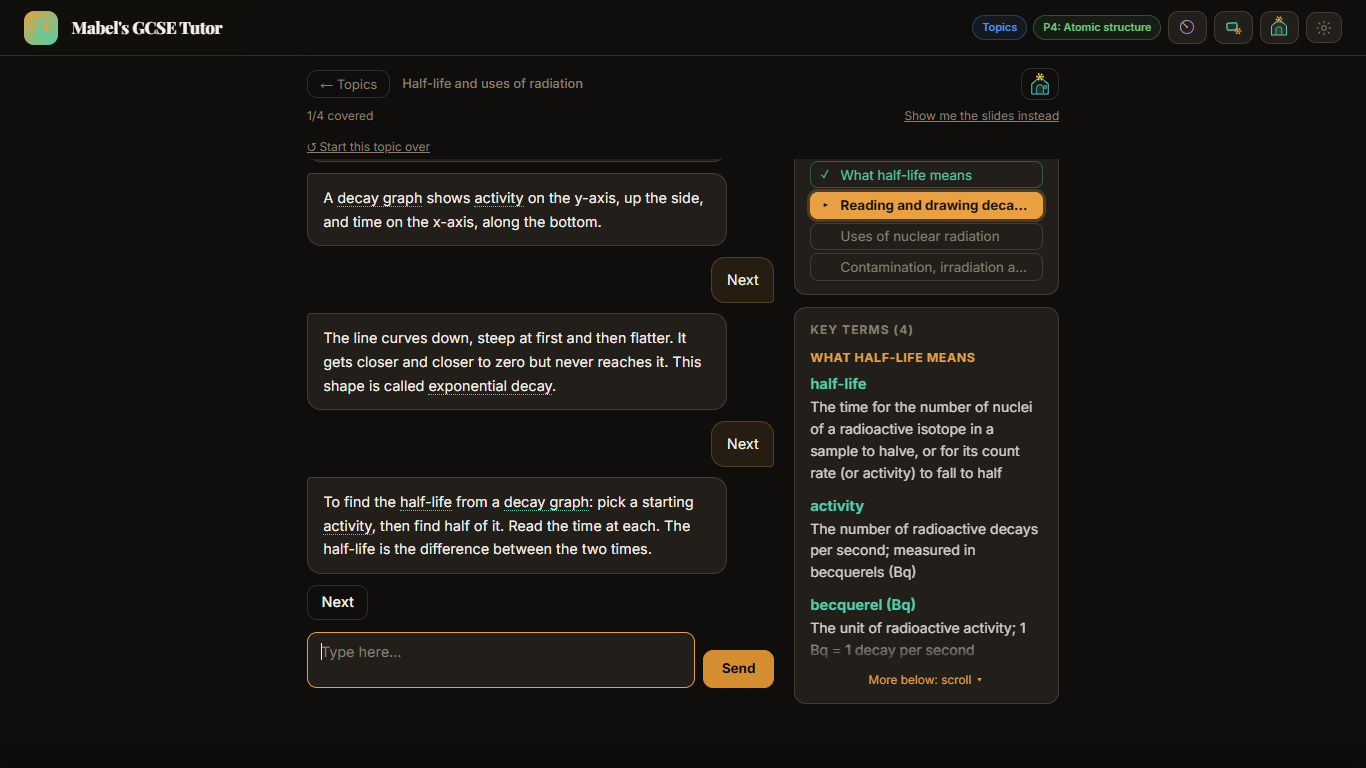 Mabel's GCSE Tutor
Topics
P4: Atomic structure
← Topics
Half-life and uses of radiation
1/4 covered
Show me the slides instead
↺ Start this topic over
A decay graph shows activity on the y-axis, up the side,
and time on the x-axis, along the bottom.
Next
The line curves down, steep at first and then flatter. It
gets closer and closer to zero but never reaches it. This
shape is called exponential decay.
Next
To find the half-life from a decay graph: pick a starting
activity, then find half of it. Read the time at each. The
half-life is the difference between the two times.
Next
Type here...
Send
✓ What half-life means
‣ Reading and drawing deca...
Uses of nuclear radiation
Contamination, irradiation a...
KEY TERMS (4)
WHAT HALF-LIFE MEANS
half-life
The time for the number of nuclei
of a radioactive isotope in a
sample to halve, or for its count
rate (or activity) to fall to half
activity
The number of radioactive decays
per second; measured in
becquerels (Bq)
becquerel (Bq)
The unit of radioactive activity; 1
Bq = 1 decay per second
More below: scroll ▾